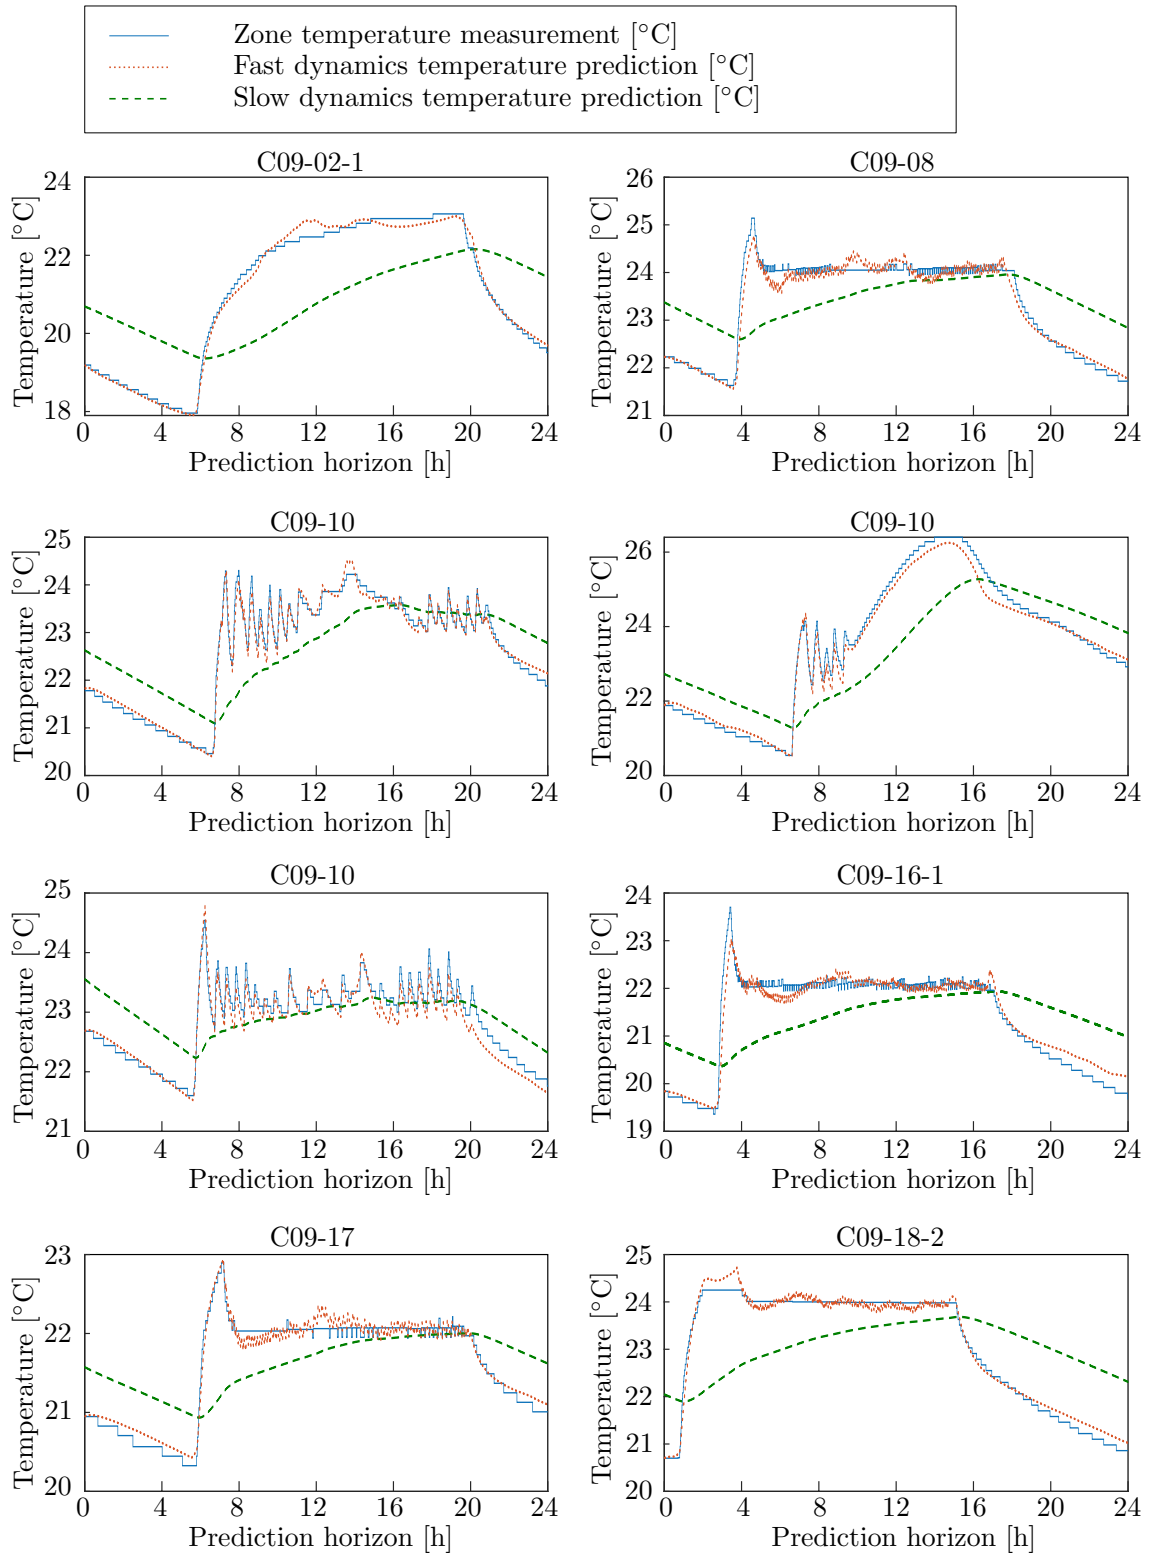 Zone temperature measurement [°C]
Fast dynamics temperature prediction [°C]
Slow dynamics temperature prediction [°C]
C09-02-1
Temperature [°C]
24
22
20
18
0 4 8 12 16 20 24
Prediction horizon [h]
C09-08
Temperature [°C]
26
25
24
23
22
21
0 4 8 12 16 20 24
Prediction horizon [h]
C09-10
Temperature [°C]
25
24
23
22
21
20
0 4 8 12 16 20 24
Prediction horizon [h]
C09-10
Temperature [°C]
26
24
22
20
0 4 8 12 16 20 24
Prediction horizon [h]
C09-10
Temperature [°C]
25
24
23
22
21
0 4 8 12 16 20 24
Prediction horizon [h]
C09-16-1
Temperature [°C]
24
23
22
21
20
19
0 4 8 12 16 20 24
Prediction horizon [h]
C09-17
Temperature [°C]
23
22
21
20
0 4 8 12 16 20 24
Prediction horizon [h]
C09-18-2
Temperature [°C]
25
24
23
22
21
20
0 4 8 12 16 20 24
Prediction horizon [h]